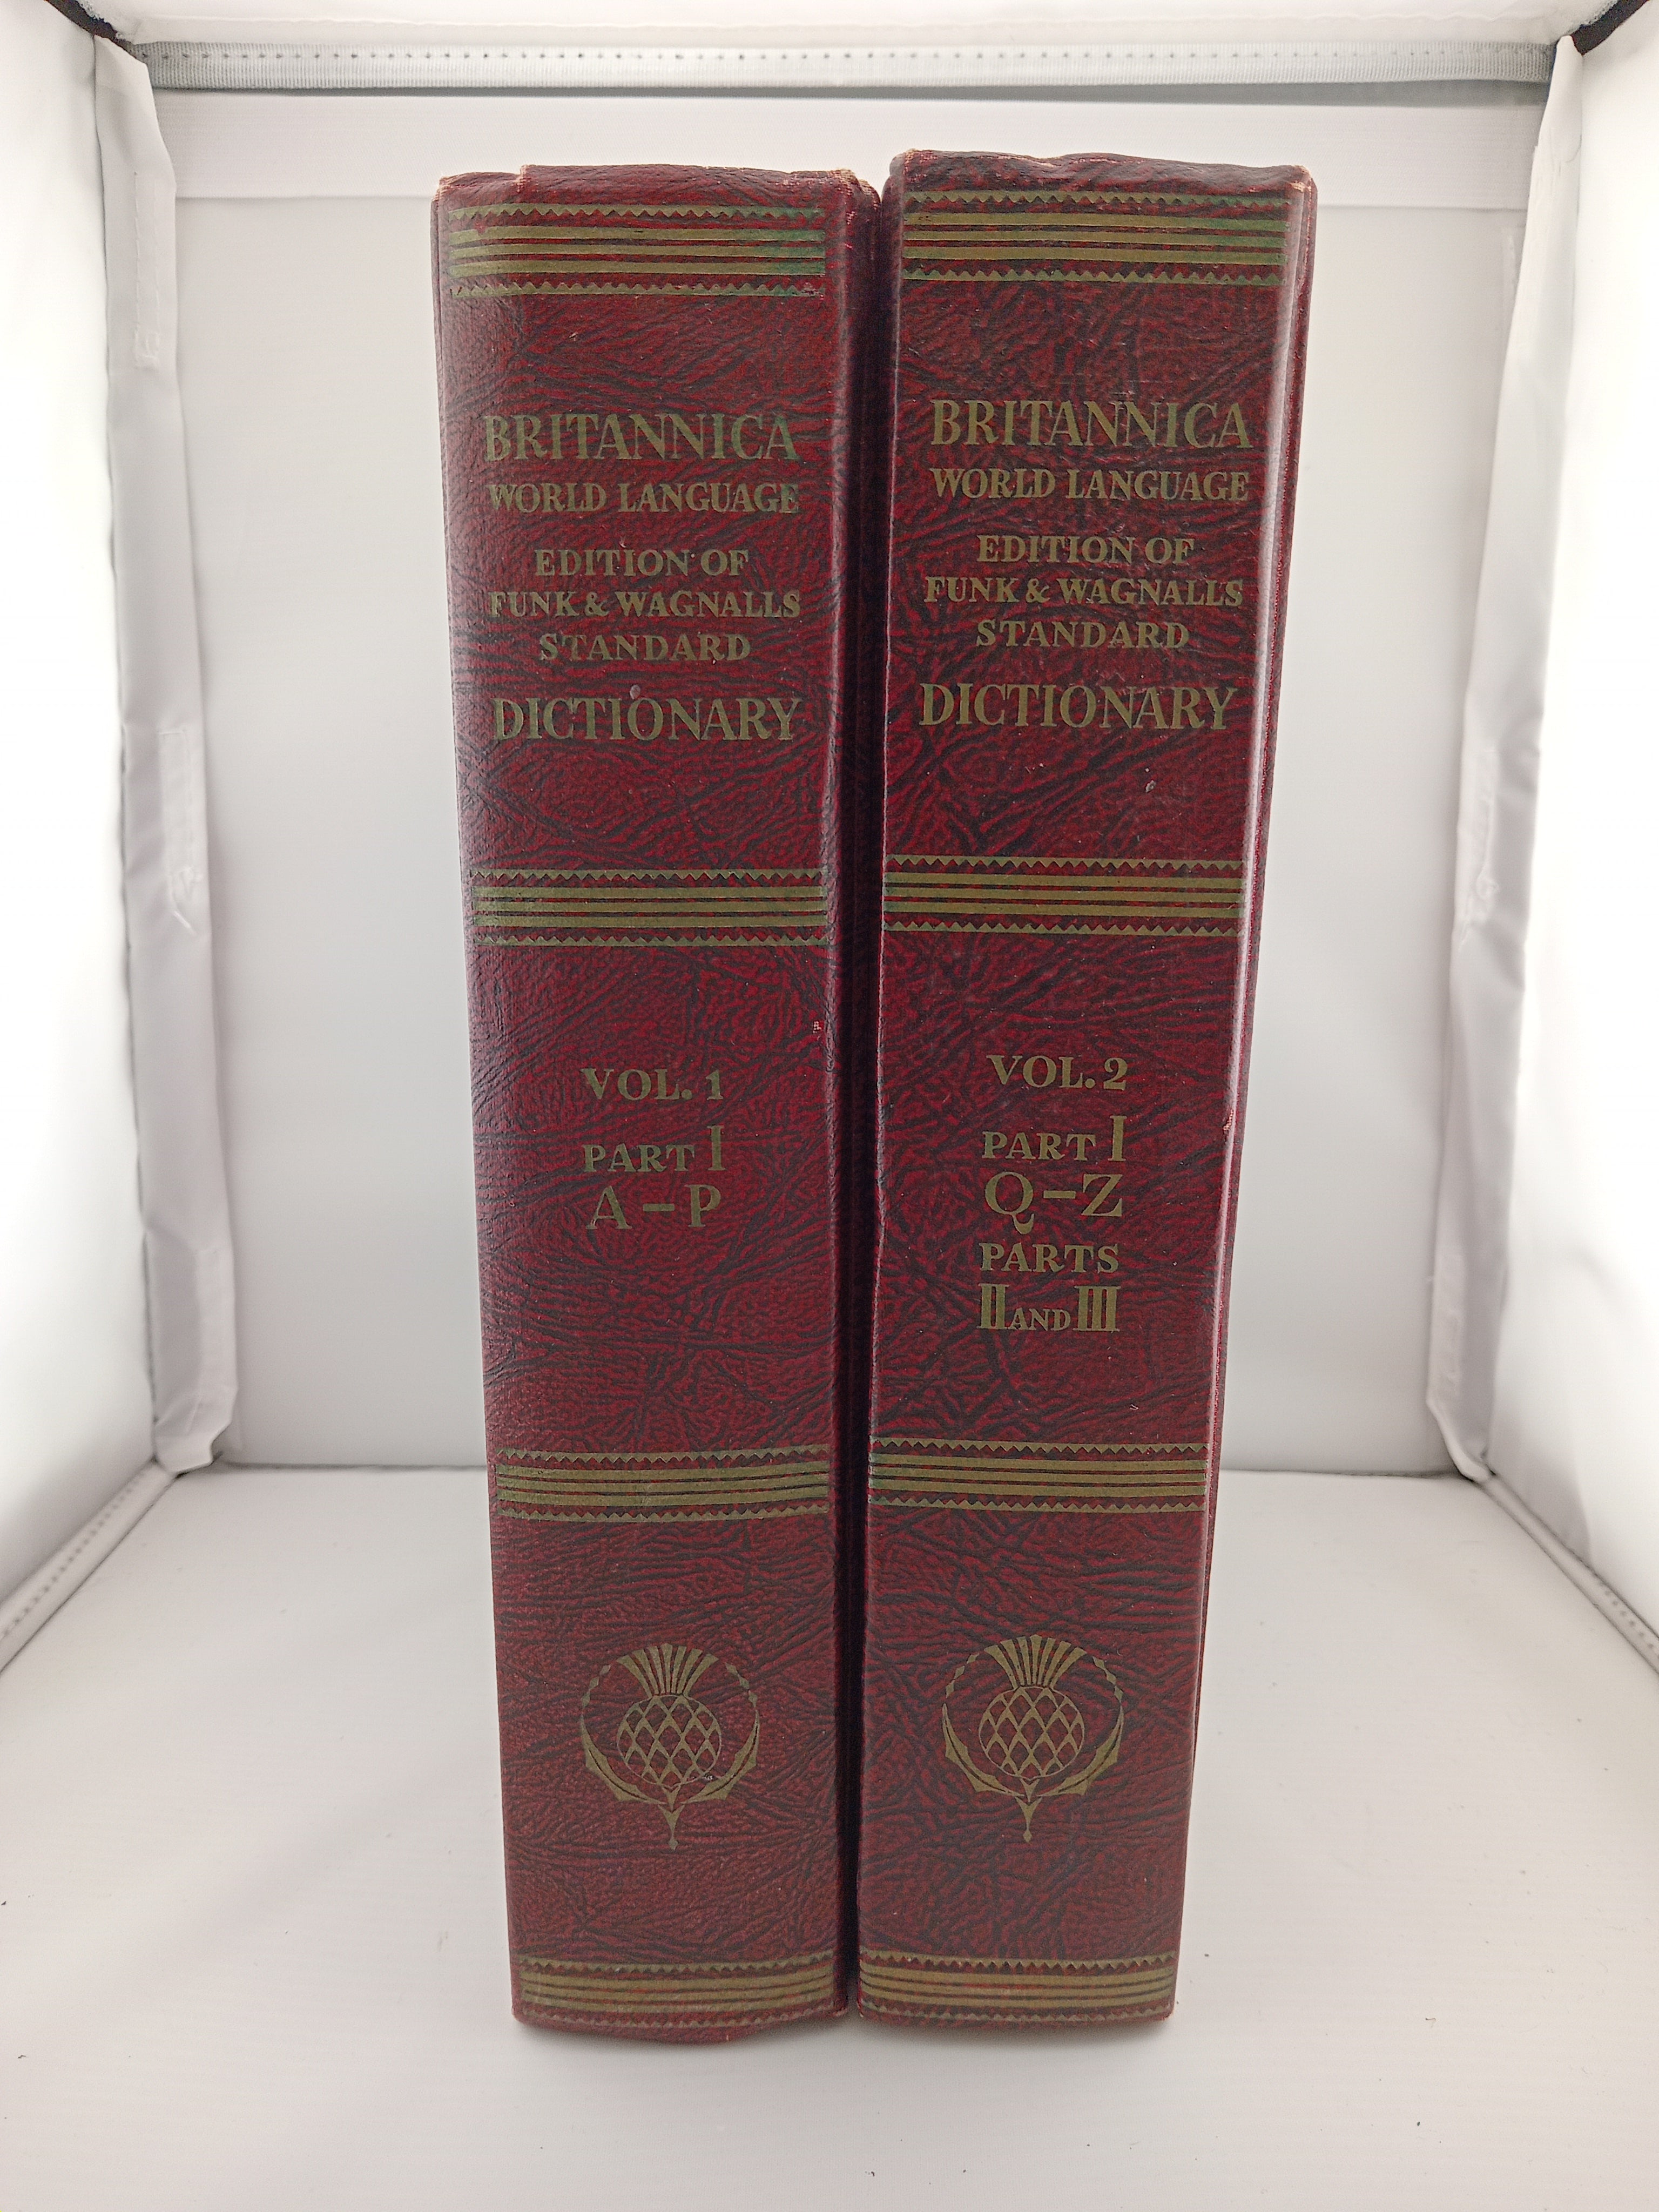 BRITANNICA
WORLD LANGUAGE
EDITION OF
FUNK & WAGNALLS
STANDARD
DICTIONARY
VOL. 1
PART I
A-P
BRITANNICA
WORLD LANGUAGE
EDITION OF
FUNK & WAGNALLS
STANDARD
DICTIONARY
VOL. 2
PART I
Q-Z
PARTS
II AND III